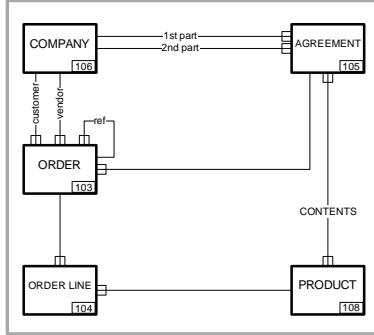 COMPANY
106
1st part
2nd part
AGREEMENT
105
customer
vendor
ref
ORDER
103
CONTENTS
ORDER LINE
104
PRODUCT
108